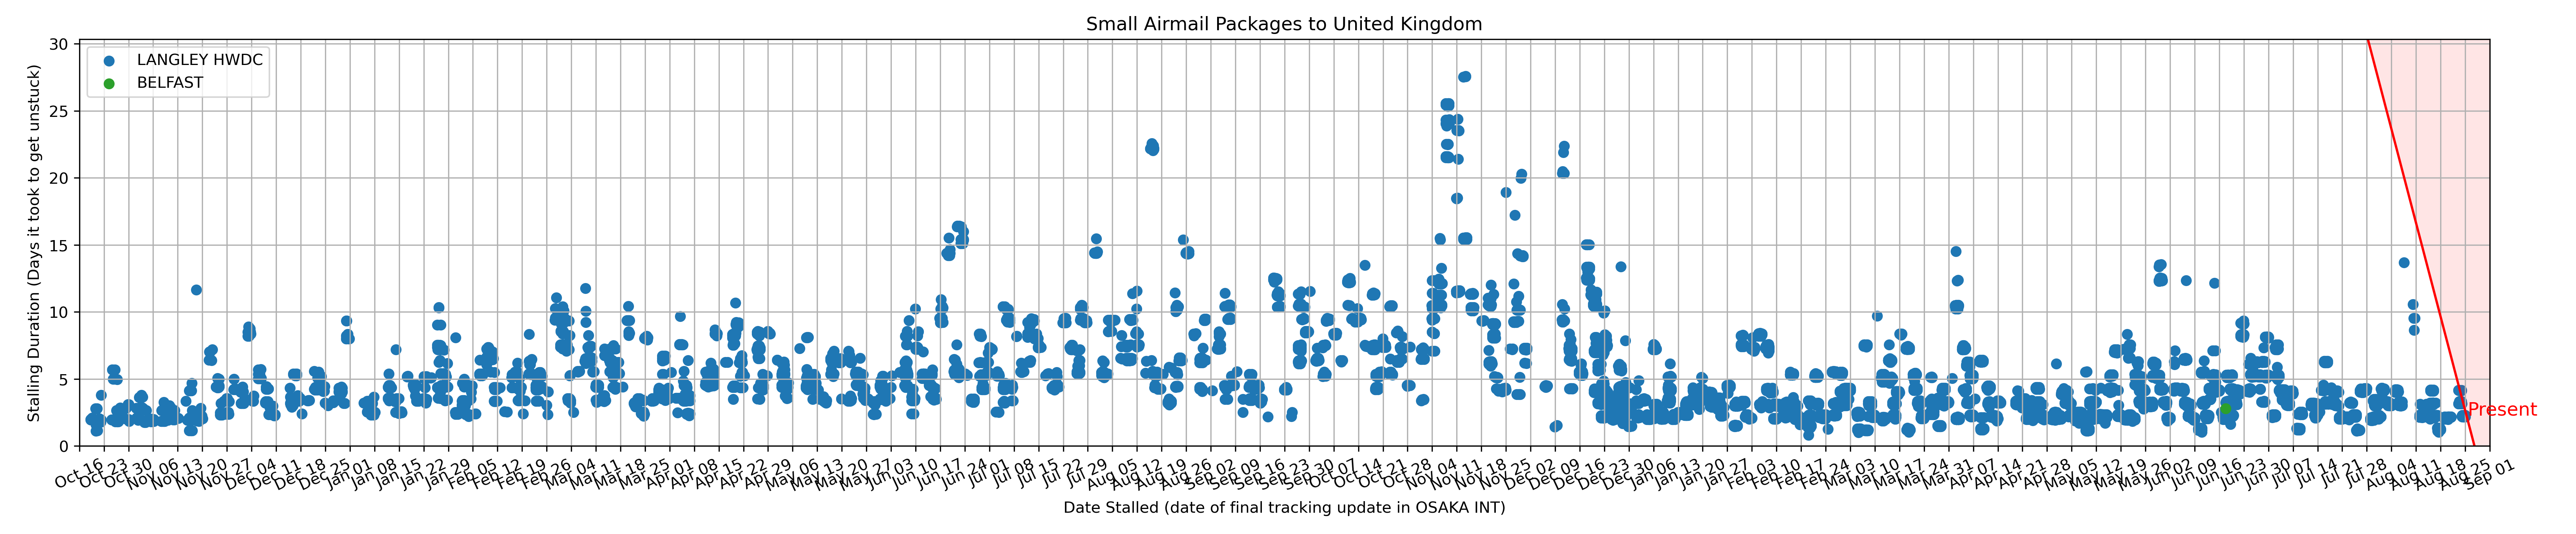 Small Airmail Packages to United Kingdom
LANGLEY HWDC
BELFAST
Stalling Duration (Days it took to get unstuck)
30
25
20
15
10
5
0
Present
Oct 16
Oct 23
Oct 30
Nov 06
Nov 13
Nov 20
Nov 27
Dec 04
Dec 11
Dec 18
Dec 25
Jan 01
Jan 08
Jan 15
Jan 22
Jan 29
Feb 05
Feb 12
Feb 19
Feb 26
Mar 04
Mar 11
Mar 18
Mar 25
Apr 01
Apr 08
Apr 15
Apr 22
Apr 29
May 06
May 13
May 20
May 27
Jun 03
Jun 10
Jun 17
Jun 24
Jul 01
Jul 08
Jul 15
Jul 22
Jul 29
Aug 05
Aug 12
Aug 19
Aug 26
Sep 02
Sep 09
Sep 16
Sep 23
Sep 30
Oct 07
Oct 14
Oct 21
Oct 28
Nov 04
Nov 11
Nov 18
Nov 25
Dec 02
Dec 09
Dec 16
Dec 23
Dec 30
Jan 06
Jan 13
Jan 20
Jan 27
Feb 03
Feb 10
Feb 17
Feb 24
Mar 03
Mar 10
Mar 17
Mar 24
Mar 31
Apr 07
Apr 14
Apr 21
Apr 28
May 05
May 12
May 19
May 26
Jun 02
Jun 09
Jun 16
Jun 23
Jun 30
Jul 07
Jul 14
Jul 21
Jul 28
Aug 04
Aug 11
Aug 18
Aug 25
Sep 01
Date Stalled (date of final tracking update in OSAKA INT)